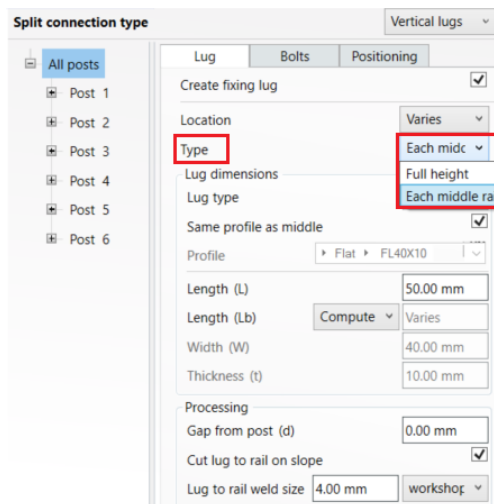 Split connection type Vertical lugs
All posts
Post 1
Post 2
Post 3
Post 4
Post 5
Post 6
Lug Bolts Positioning
Create fixing lug
Location Varies
Type Each midc
Full height
Lug dimensions
Lug type Each middle ra
Same profile as middle
Profile Flat FL40X10
Length (L) 50.00 mm
Length (Lb) Compute Varies
Width (W) 40.00 mm
Thickness (t) 10.00 mm
Processing
Gap from post (d) 0.00 mm
Cut lug to rail on slope
Lug to rail weld size 4.00 mm workshop